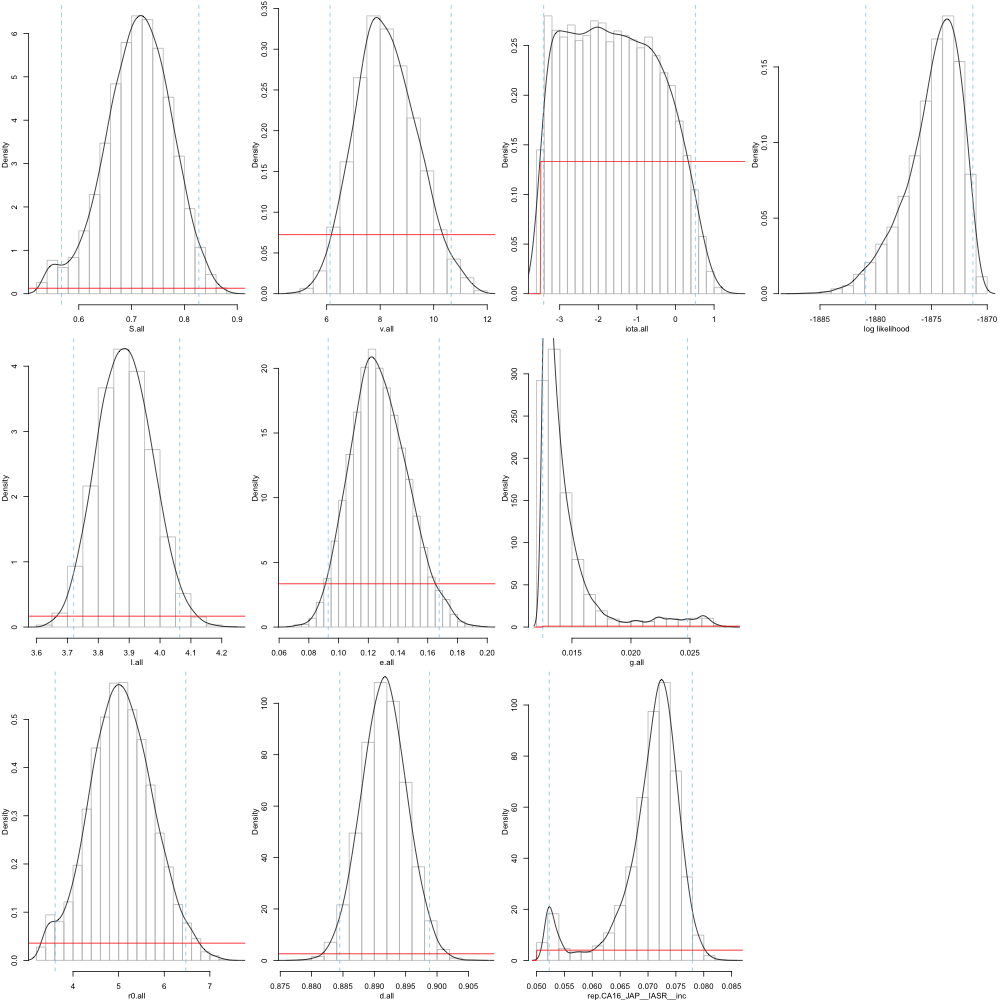 Density
0 1 2 3 4 5 6
0.6 0.7 0.8 0.9
S.all
Density
0.00 0.05 0.10 0.15 0.20 0.25 0.30 0.35
6 8 10 12
v.all
Density
0.00 0.05 0.10 0.15 0.20 0.25
-3 -2 -1 0 1
iota.all
Density
0.00 0.05 0.10 0.15
-1885 -1880 -1875 -1870
log likelihood
Density
0 1 2 3 4
3.6 3.7 3.8 3.9 4.0 4.1 4.2
l.all
Density
0 5 10 15 20
0.06 0.08 0.10 0.12 0.14 0.16 0.18 0.20
e.all
Density
0 50 100 150 200 250 300
0.015 0.020 0.025
g.all
Density
0.0 0.1 0.2 0.3 0.4 0.5
4 5 6 7
r0.all
Density
0 20 40 60 80 100
0.875 0.880 0.885 0.890 0.895 0.900 0.905
d.all
Density
0 20 40 60 80 100
0.050 0.055 0.060 0.065 0.070 0.075 0.080 0.085
rep.CA16_JAP__IASR__inc